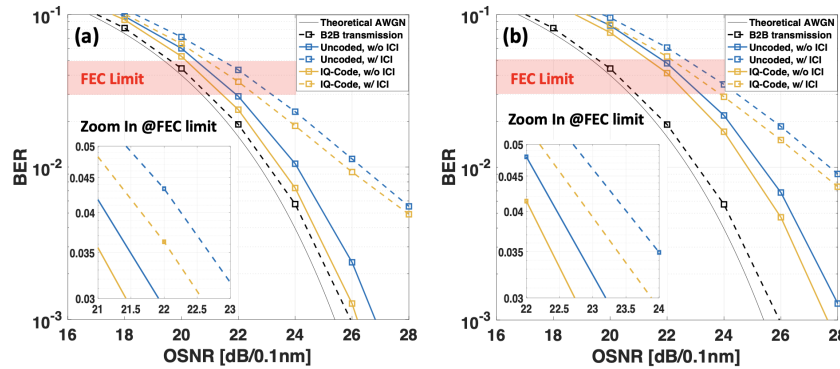 10-1
(a)
Theoretical AWGN
B2B transmission
Uncoded, w/o ICI
Uncoded, w/ ICI
IQ-Code, w/o ICI
IQ-Code, w/ ICI
FEC Limit
Zoom In @FEC limit
0.05
0.045
0.04
0.035
0.03
21 21.5 22 22.5 23
BER
10-2
10-3
16 18 20 22 24 26 28
OSNR [dB/0.1nm]
10-1
(b)
Theoretical AWGN
B2B transmission
Uncoded, w/o ICI
Uncoded, w/ ICI
IQ-Code, w/o ICI
IQ-Code, w/ ICI
FEC Limit
Zoom In @FEC limit
0.05
0.045
0.04
0.035
0.03
22 22.5 23 23.5 24
BER
10-2
10-3
16 18 20 22 24 26 28
OSNR [dB/0.1nm]